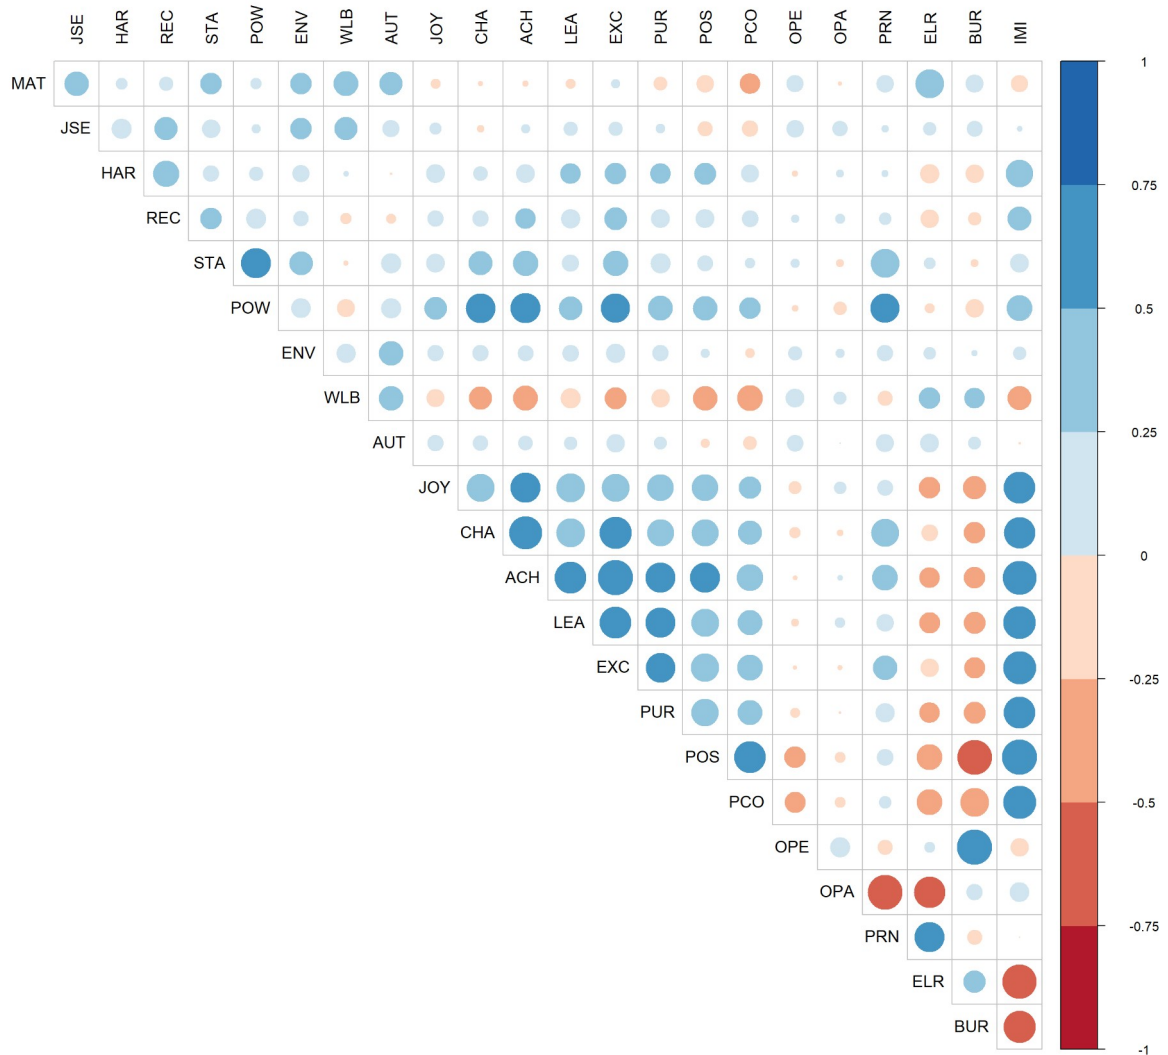 JSE HAR REC STA POW ENV WLB AUT JOY CHA ACH LEA EXC PUR POS PCO OPE OPA PRN ELR BUR IMI
MAT
JSE
HAR
REC
STA
POW
ENV
WLB
AUT
JOY
CHA
ACH
LEA
EXC
PUR
POS
PCO
OPE
OPA
PRN
ELR
BUR
1
0.75
0.5
0.25
0
-0.25
-0.5
-0.75
-1